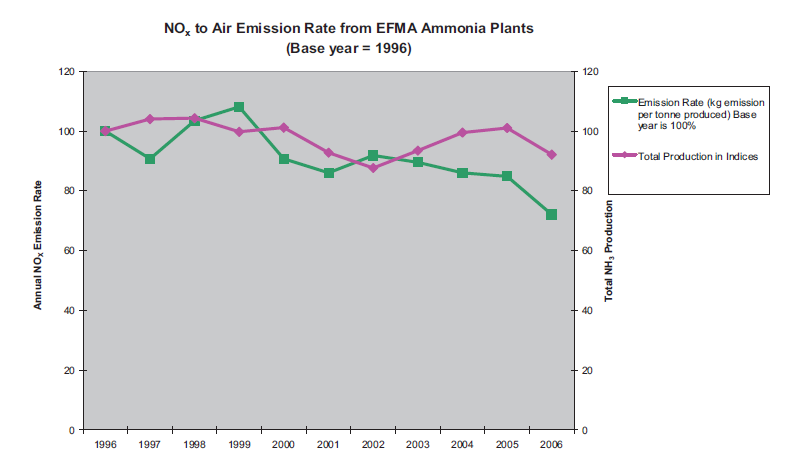 NOx to Air Emission Rate from EFMA Ammonia Plants
(Base year = 1996)
120
100
80
60
40
20
0
Annual NOx Emission Rate
120
100
80
60
40
20
0
Total NH3 Production
1996 1997 1998 1999 2000 2001 2002 2003 2004 2005 2006
Emission Rate (kg emission
per tonne produced) Base
year is 100%
Total Production in Indices